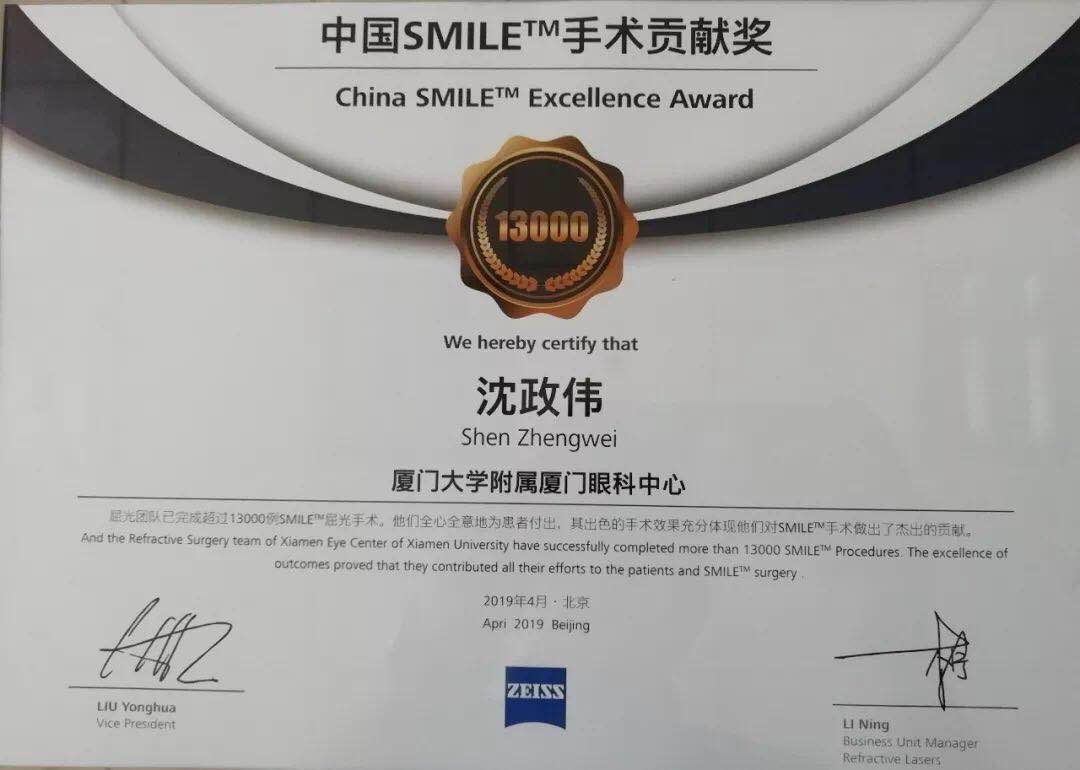 中国SMILE™手术贡献奖
China SMILE™ Excellence Award
13000
We hereby certify that
沈政伟
Shen Zhengwei
厦门大学附属厦门眼科中心
屈光团队已完成超过13000例SMILE™屈光手术。他们全心全意地为患者付出，其出色的手术效果充分体现他们对SMILE™手术做出了杰出的贡献。
And the Refractive Surgery team of Xiamen Eye Center of Xiamen University have successfully completed more than 13000 SMILE™ Procedures. The excellence of
outcomes proved that they contributed all their efforts to the patients and SMILE™ surgery .
2019年4月 · 北京
Apri 2019 Beijing
ZEISS
LIU Yonghua
Vice President
LI Ning
Business Unit Manager
Refractive Lasers